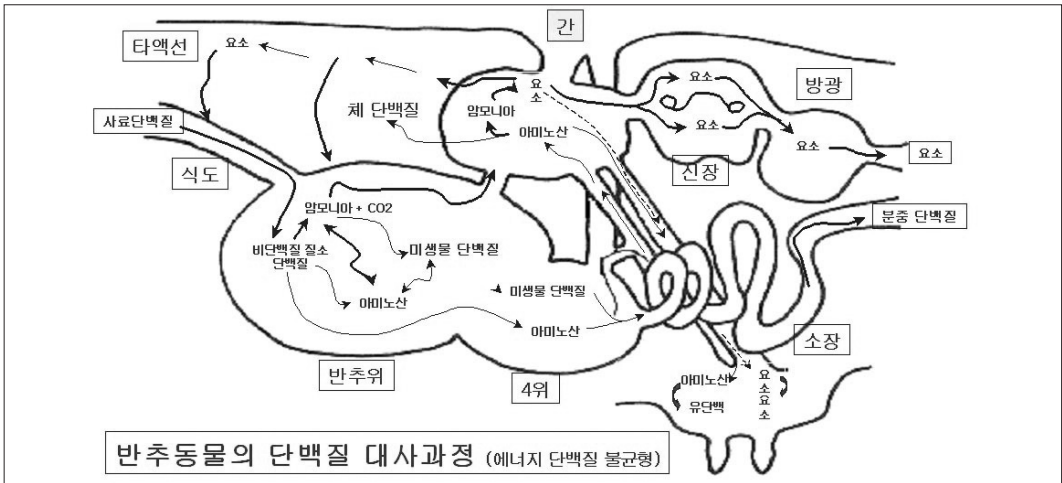 간
타액선
요소
요
소
요소
방광
체 단백질
암모니아
사료단백질
아미노산
요소
요소
요소
식도
신장
암모니아 + CO2
분중 단백질
비단백질 질소
단백질
미생물 단백질
아미노산
미생물 단백질
아미노산
소장
반추위
4위
아미노산
유단백
요
소
요
소
반추동물의 단백질 대사과정 (에너지 단백질 불균형)